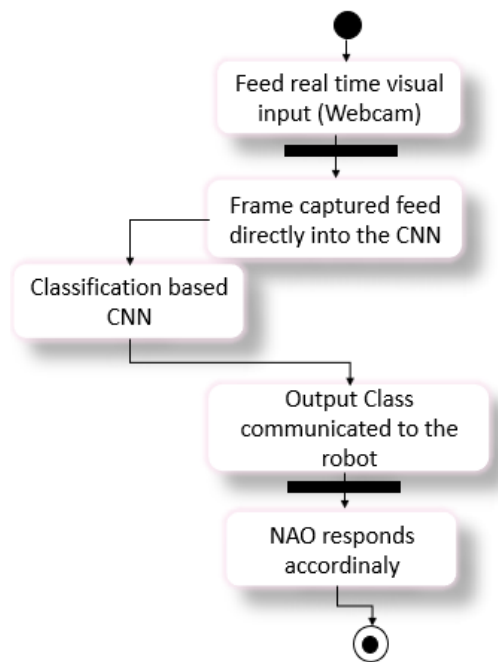 Feed real time visual
input (Webcam)
Frame captured feed
directly into the CNN
Classification based
CNN
Output Class
communicated to the
robot
NAO responds
accordinaly